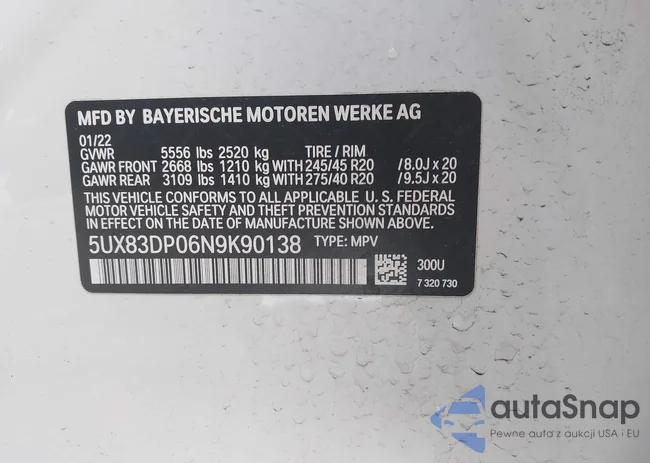 MFD BY BAYERISCHE MOTOREN WERKE AG
01/22
GVWR 5556 lbs 2520 kg TIRE / RIM
GAWR FRONT 2668 lbs 1210 kg WITH 245/45 R20 /8.0J x 20
GAWR REAR 3109 lbs 1410 kg WITH 275/40 R20 /9.5J x 20
THIS VEHICLE CONFORMS TO ALL APPLICABLE U. S. FEDERAL
MOTOR VEHICLE SAFETY AND THEFT PREVENTION STANDARDS
IN EFFECT ON THE DATE OF MANUFACTURE SHOWN ABOVE.
5UX83DP06N9K90138 TYPE: MPV
300U
7 320 730
autaSnap
Pewne auta z aukcji USA i EU